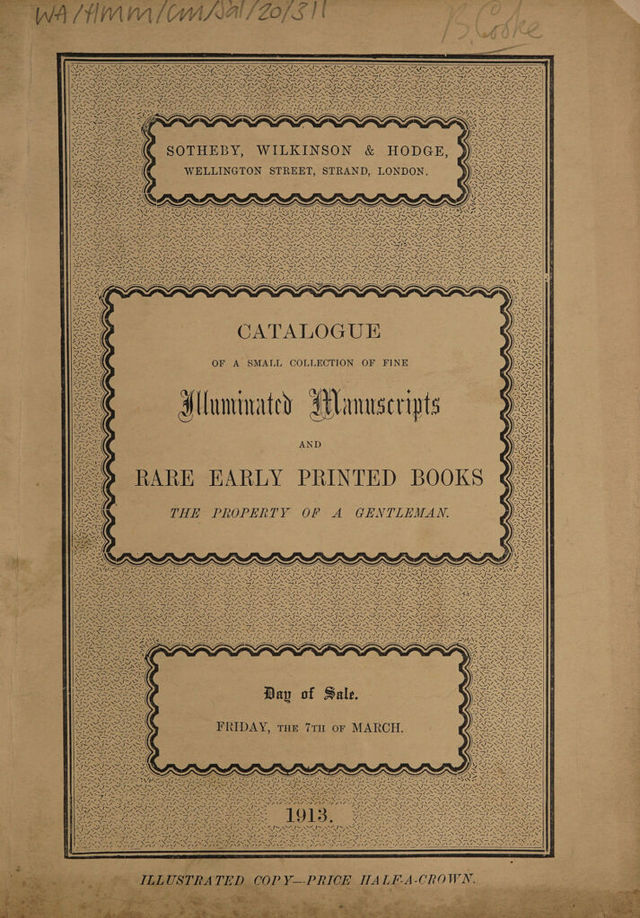 WA/HMM/CM/Sal/20/311
B. Cooke
SOTHEBY, WILKINSON & HODGE,
WELLINGTON STREET, STRAND, LONDON.
CATALOGUE
OF A SMALL COLLECTION OF FINE
Illuminated Manuscripts
AND
RARE EARLY PRINTED BOOKS
THE PROPERTY OF A GENTLEMAN.
Day of Sale.
FRIDAY, THE 7TH OF MARCH.
1913.
ILLUSTRATED COPY—PRICE HALF-A-CROWN.